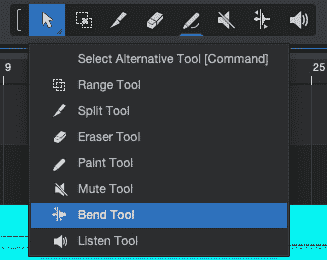 9
25
Select Alternative Tool [Command]
Range Tool
Split Tool
Eraser Tool
Paint Tool
Mute Tool
Bend Tool
Listen Tool